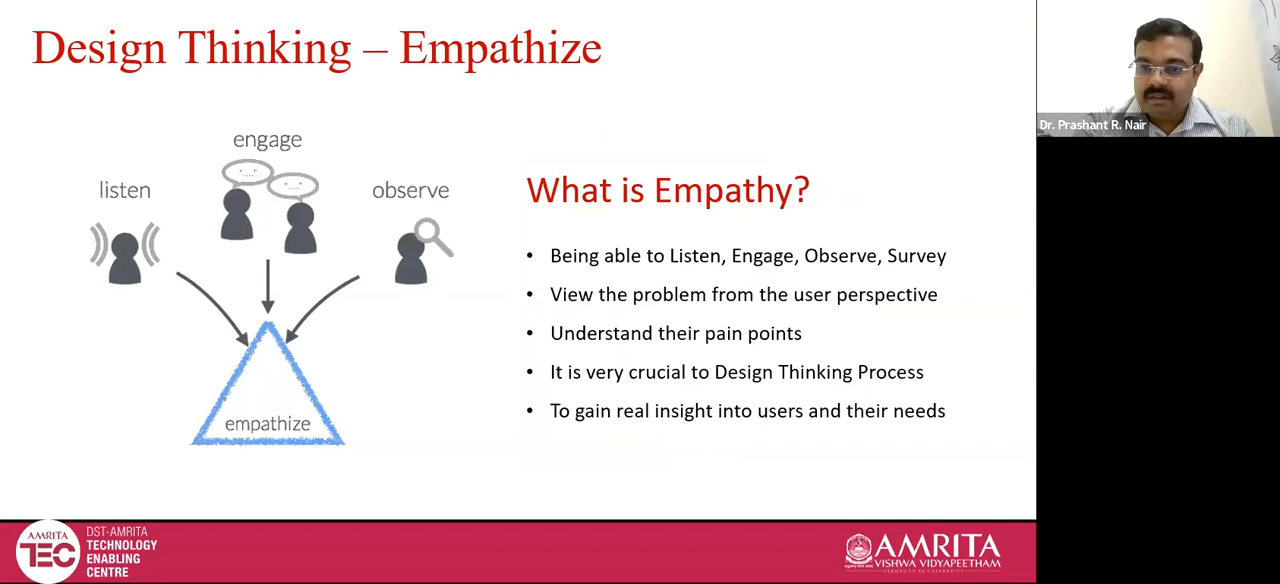 Design Thinking – Empathize
engage
listen
observe
empathize
What is Empathy?
• Being able to Listen, Engage, Observe, Survey
• View the problem from the user perspective
• Understand their pain points
• It is very crucial to Design Thinking Process
• To gain real insight into users and their needs
Dr. Prashant R. Nair
AMRITA
TEC
DST-AMRITA
TECHNOLOGY
ENABLING
CENTRE
AMRITA
VISHWA VIDYAPEETHAM